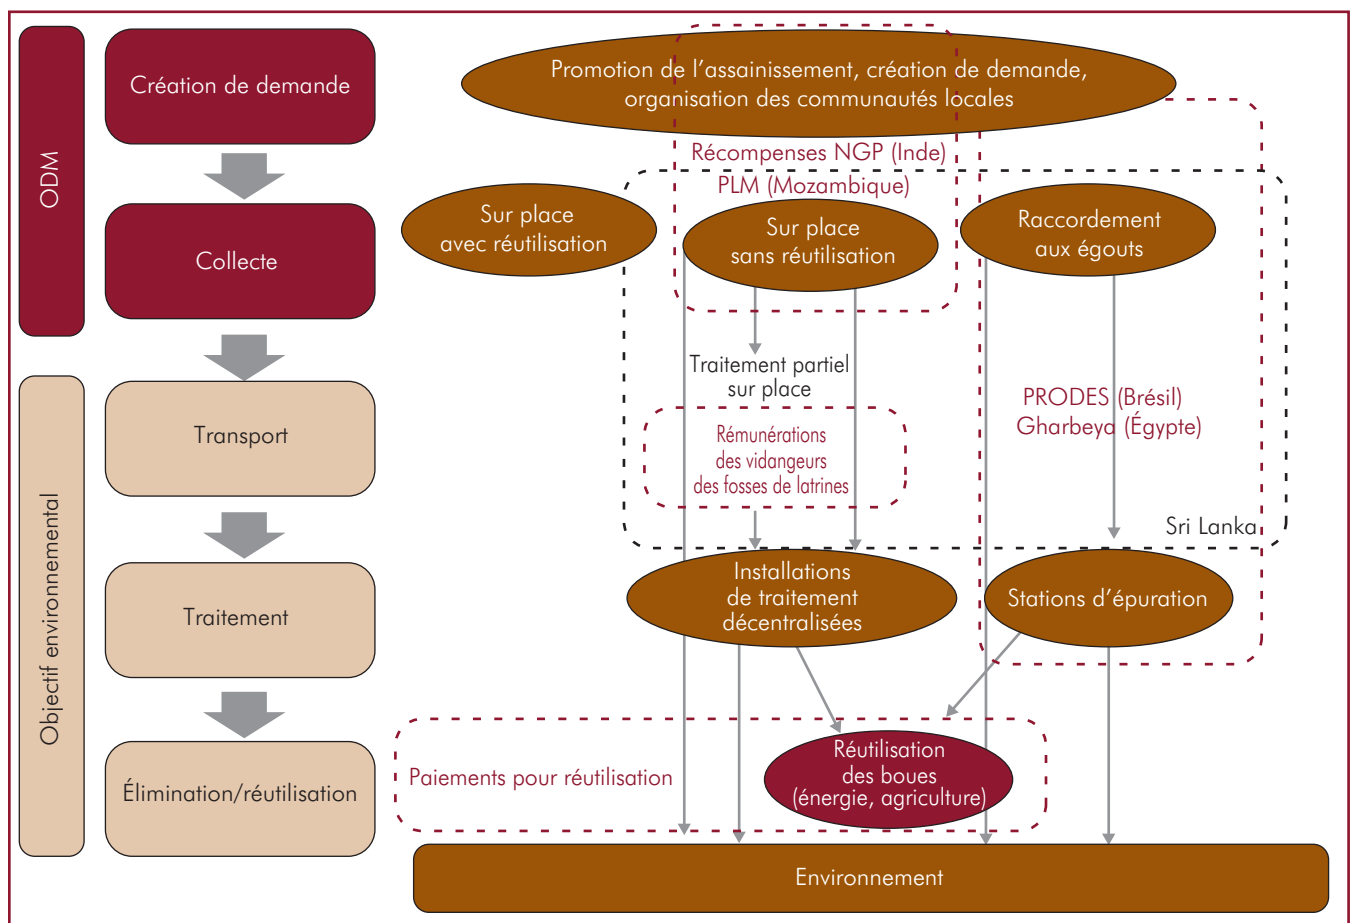 ODM
Création de demande
Collecte
Objectif environnemental
Transport
Traitement
Élimination/réutilisation
Promotion de l'assainissement, création de demande,
organisation des communautés locales
Récompenses NGP (Inde)
PLM (Mozambique)
Sur place
avec réutilisation
Sur place
sans réutilisation
Raccordement
aux égouts
Traitement partiel
sur place
PRODES (Brésil)
Gharbeya (Égypte)
Rémunérations
des vidangeurs
des fosses de latrines
Sri Lanka
Installations
de traitement
décentralisées
Stations d'épuration
Paiements pour réutilisation
Réutilisation
des boues
(énergie, agriculture)
Environnement